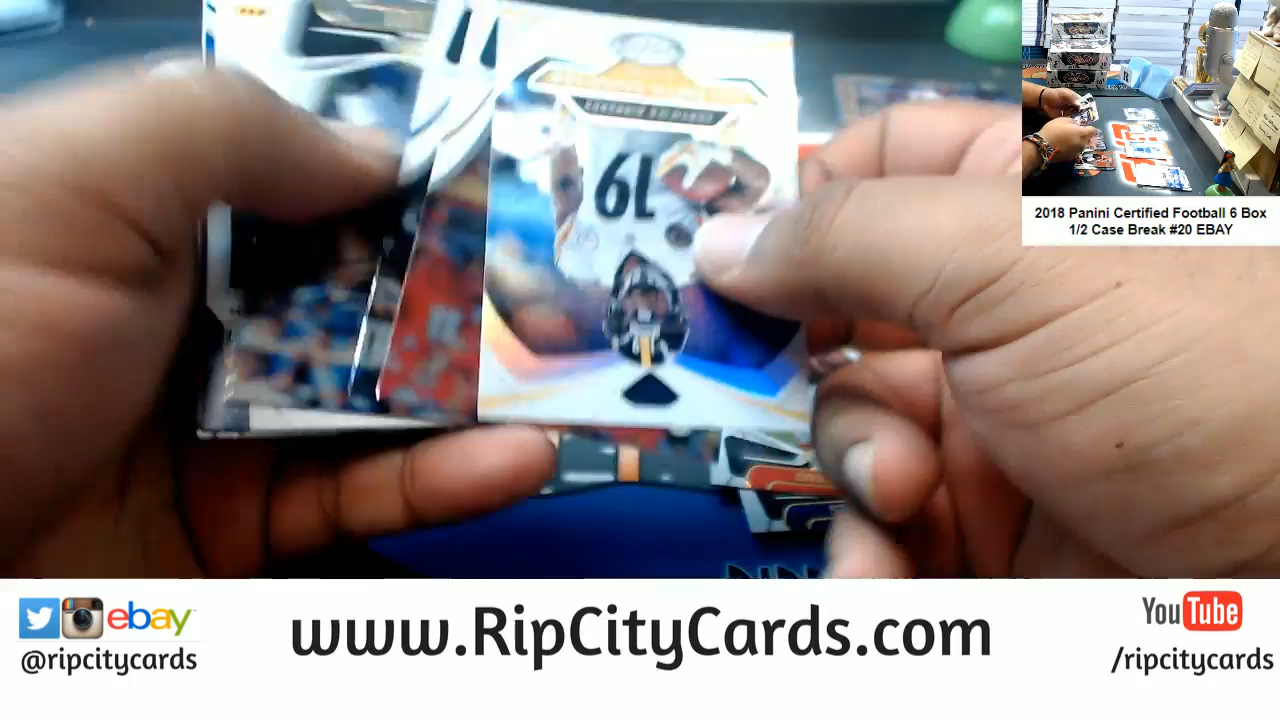 2018 Panini Certified Football 6 Box
1/2 Case Break #20 EBAY
19
ebay
@ripcitycards
www.RipCityCards.com
YouTube
/ripcitycards